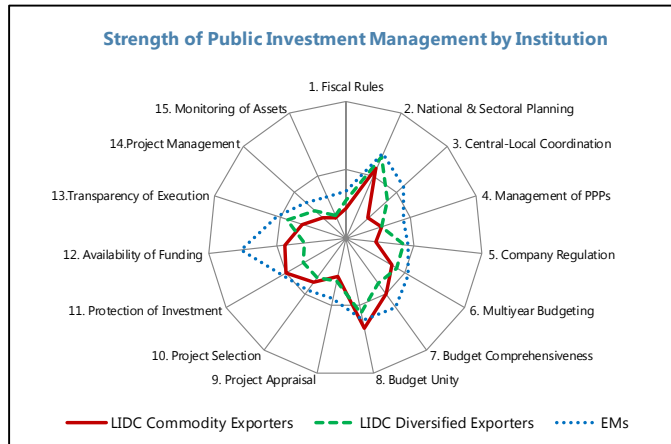 Strength of Public Investment Management by Institution
1. Fiscal Rules
2. National & Sectoral Planning
3. Central-Local Coordination
4. Management of PPPs
5. Company Regulation
6. Multiyear Budgeting
7. Budget Comprehensiveness
8. Budget Unity
9. Project Appraisal
10. Project Selection
11. Protection of Investment
12. Availability of Funding
13.Transparency of Execution
14.Project Management
15. Monitoring of Assets
LIDC Commodity Exporters
LIDC Diversified Exporters
EMs